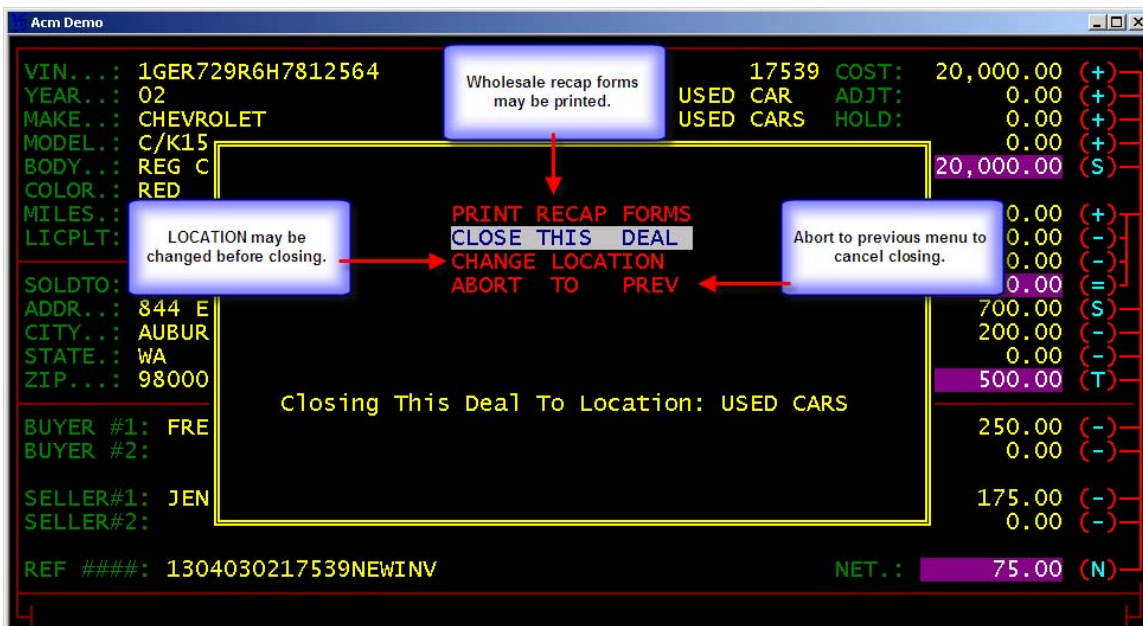 Acm Demo
VIN...: 1GER729R6H7812564 17539 COST: 20,000.00 (+)
YEAR..: 02 USED CAR ADJT: 0.00 (+)
MAKE..: CHEVROLET USED CARS HOLD: 0.00 (+)
MODEL.: C/K15 0.00 (+)
BODY..: REG C 20,000.00 (S)
COLOR.: RED
MILES.: 0.00 (+)
LICPLT: 0.00 (-)
0.00 (-)
SOLDTO: 0.00 (=)
ADDR..: 844 E 700.00 (S)
CITY..: AUBUR 200.00 (-)
STATE.: WA 0.00 (-)
ZIP...: 98000 500.00 (T)
BUYER #1: FRE 250.00 (-)
BUYER #2: 0.00 (-)
SELLER#1: JEN 175.00 (-)
SELLER#2: 0.00 (-)
REF ####: 1304030217539NEWINV NET.: 75.00 (N)
Wholesale recap forms
may be printed.
PRINT RECAP FORMS
CLOSE THIS DEAL
CHANGE LOCATION
ABORT TO PREV
LOCATION may be
changed before closing.
Abort to previous menu to
cancel closing.
Closing This Deal To Location: USED CARS